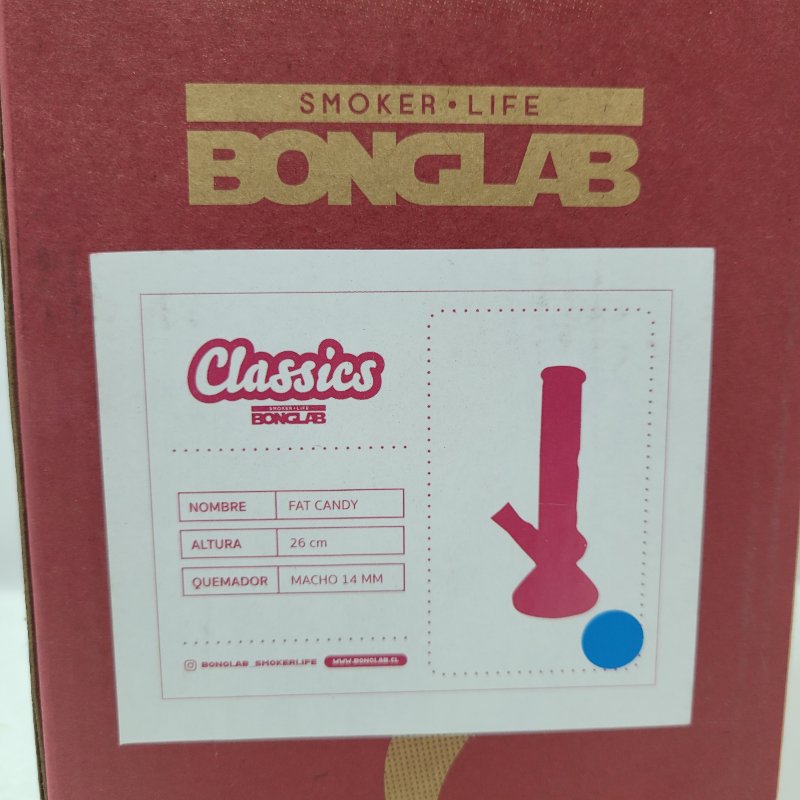 SMOKER • LIFE
BONGLAB
Classics
SMOKER • LIFE
BONGLAB
NOMBRE FAT CANDY
ALTURA 26 cm
QUEMADOR MACHO 14 MM
BONGLAB_SMOKERLIFE WWW.BONGLAB.CL